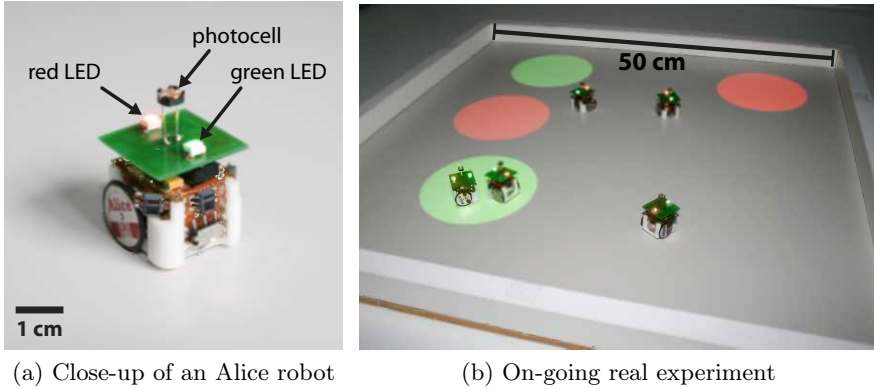 photocell
red LED
green LED
Alice
1 cm
50 cm
(a) Close-up of an Alice robot
(b) On-going real experiment